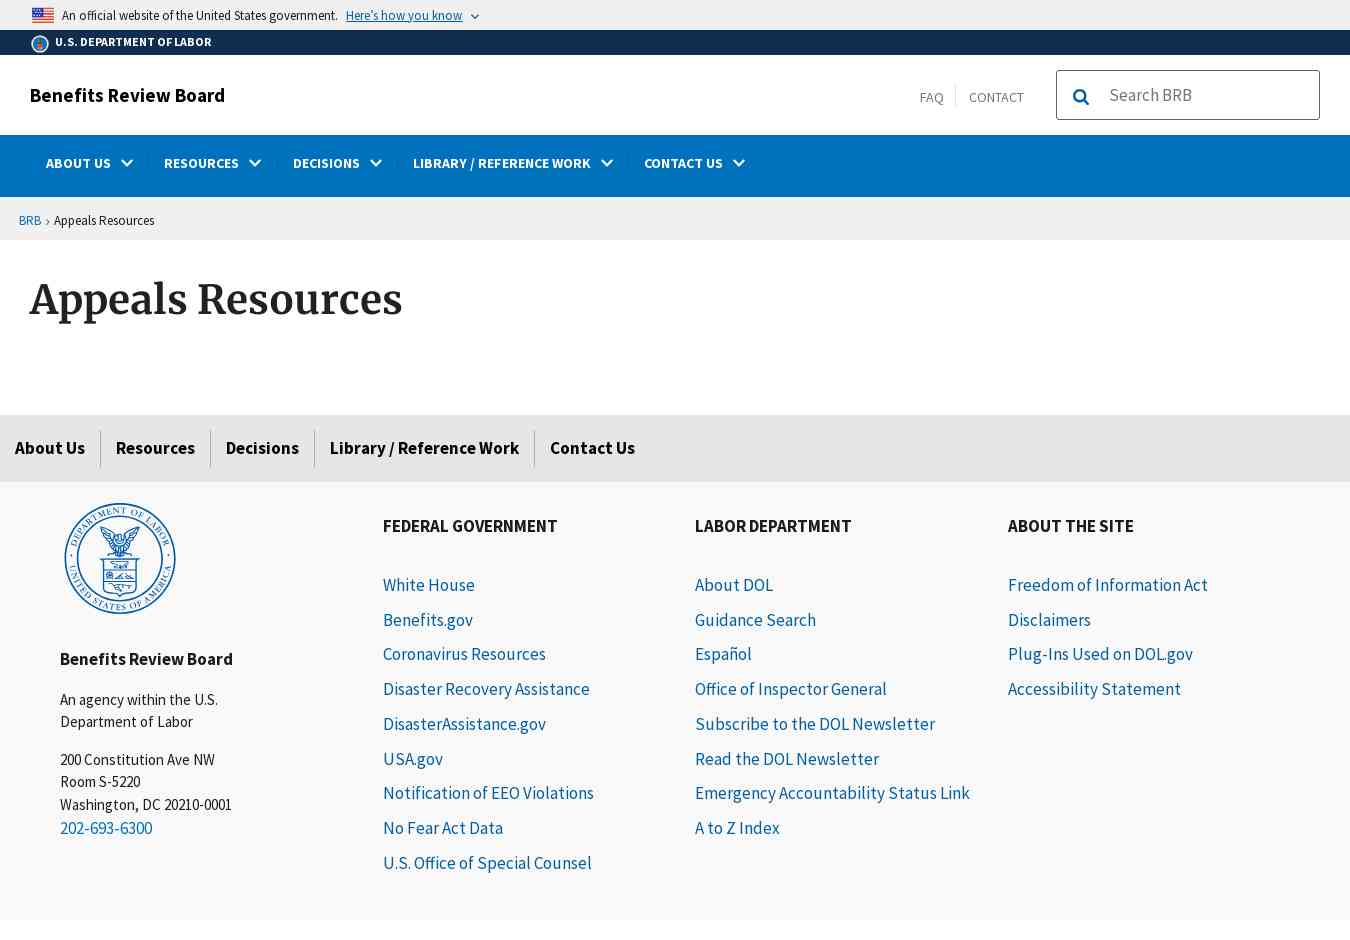 An official website of the United States government. Here's how you know
U.S. DEPARTMENT OF LABOR
Benefits Review Board
FAQ
CONTACT
Search BRB
ABOUT US
RESOURCES
DECISIONS
LIBRARY / REFERENCE WORK
CONTACT US
BRB › Appeals Resources
Appeals Resources
About Us
Resources
Decisions
Library / Reference Work
Contact Us
DEPARTMENT OF LABOR
UNITED STATES OF AMERICA
Benefits Review Board
An agency within the U.S.
Department of Labor
200 Constitution Ave NW
Room S-5220
Washington, DC 20210-0001
202-693-6300
FEDERAL GOVERNMENT
White House
Benefits.gov
Coronavirus Resources
Disaster Recovery Assistance
DisasterAssistance.gov
USA.gov
Notification of EEO Violations
No Fear Act Data
U.S. Office of Special Counsel
LABOR DEPARTMENT
About DOL
Guidance Search
Español
Office of Inspector General
Subscribe to the DOL Newsletter
Read the DOL Newsletter
Emergency Accountability Status Link
A to Z Index
ABOUT THE SITE
Freedom of Information Act
Disclaimers
Plug-Ins Used on DOL.gov
Accessibility Statement